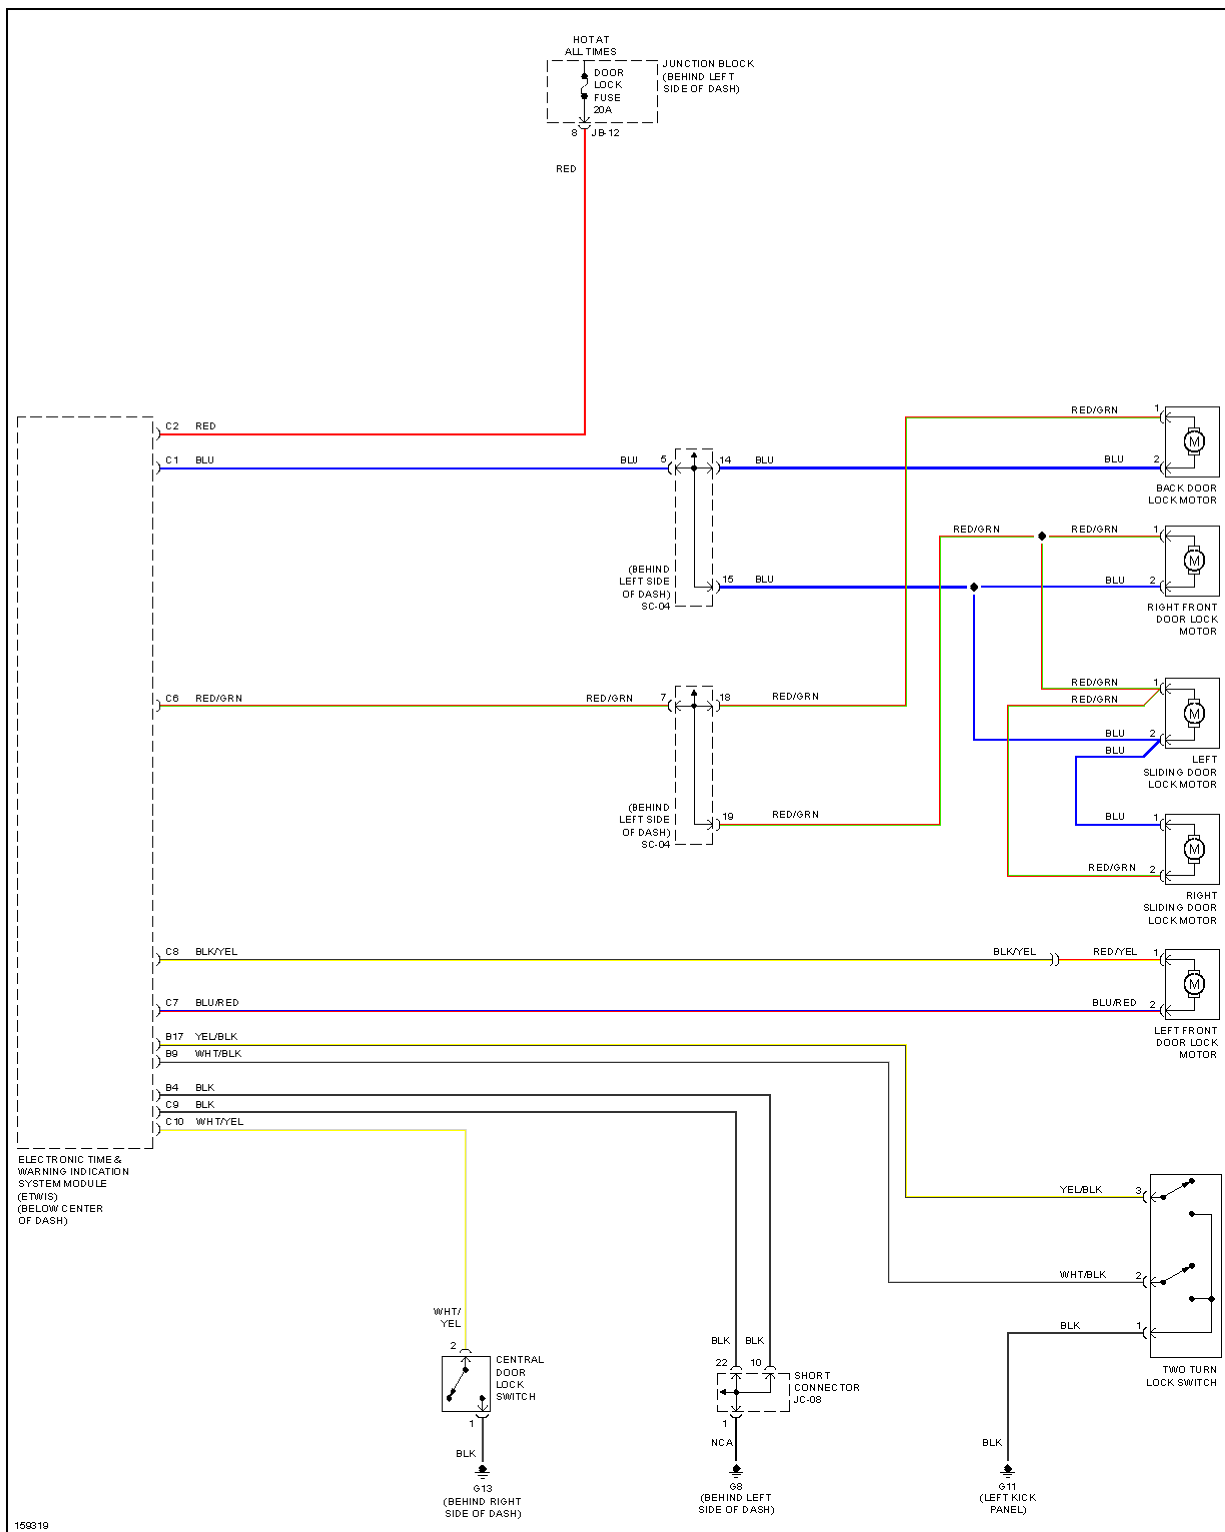 HOT AT
ALL TIMES
DOOR
LOCK
FUSE
20A
JUNCTION BLOCK
(BEHIND LEFT
SIDE OF DASH)
8 JB-12
RED
C2 RED
C1 BLU
BLU 5
14 BLU
BLU 2
RED/GRN 1
M
BACK DOOR
LOCK MOTOR
RED/GRN
RED/GRN 1
M
(BEHIND
LEFT SIDE
OF DASH)
SC-04
15 BLU
BLU 2
RIGHT FRONT
DOOR LOCK
MOTOR
C6 RED/GRN
RED/GRN 7
18 RED/GRN
RED/GRN 1
RED/GRN
M
BLU 2
BLU
LEFT
SLIDING DOOR
LOCK MOTOR
(BEHIND
LEFT SIDE
OF DASH)
SC-04
19 RED/GRN
BLU 1
M
RED/GRN 2
RIGHT
SLIDING DOOR
LOCK MOTOR
C8 BLK/YEL
BLK/YEL
RED/YEL 1
M
C7 BLU/RED
BLU/RED 2
LEFT FRONT
DOOR LOCK
MOTOR
B17 YEL/BLK
B9 WHT/BLK
B4 BLK
C9 BLK
C10 WHT/YEL
ELECTRONIC TIME &
WARNING INDICATION
SYSTEM MODULE
(ETWIS)
(BELOW CENTER
OF DASH)
YEL/BLK 3
WHT/BLK 2
BLK 1
TWO TURN
LOCK SWITCH
WHT/
YEL
2
CENTRAL
DOOR
LOCK
SWITCH
1
BLK
G13
(BEHIND RIGHT
SIDE OF DASH)
BLK BLK
22 10
SHORT
CONNECTOR
JC-08
1
NCA
G8
(BEHIND LEFT
SIDE OF DASH)
BLK
G11
(LEFT KICK
PANEL)
159319